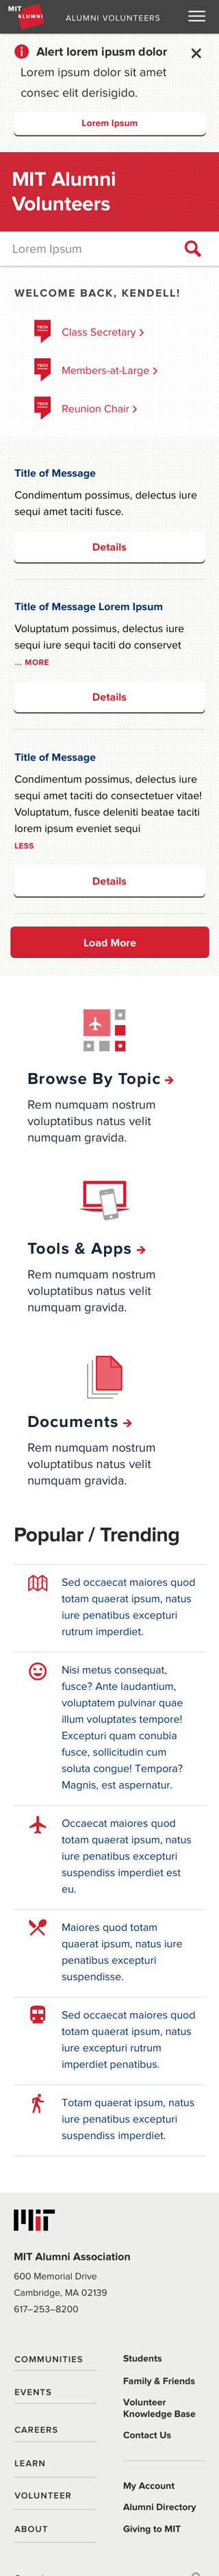 MIT
ALUMNI
ALUMNI VOLUNTEERS
Alert lorem ipusm dolor
Lorem ipsum dolor sit amet
consec elit derisigido.
Lorem Ipsum
MIT Alumni
Volunteers
Lorem Ipsum
WELCOME BACK, KENDELL!
TECH
Class Secretary
TECH
Members-at-Large
TECH
Reunion Chair
Title of Message
Condimentum possimus, delectus iure
sequi amet taciti fusce.
Details
Title of Message Lorem Ipsum
Voluptatum possimus, delectus iure
sequi iure sequi taciti do conservet
... MORE
Details
Title of Message
Condimentum possimus, delectus iure
sequi amet taciti do consectetuer vitae!
Voluptatum, fusce deleniti beatae taciti
lorem ipsum eveniet sequi
LESS
Details
Load More
Browse By Topic
Rem numquam nostrum
voluptatibus natus velit
numquam gravida.
Tools & Apps
Rem numquam nostrum
voluptatibus natus velit
numquam gravida.
Documents
Rem numquam nostrum
voluptatibus natus velit
numquam gravida.
Popular / Trending
Sed occaecat maiores quod
totam quaerat ipsum, natus
iure penatibus excepturi
rutrum imperdiet.
Nisi metus consequat,
fusce? Ante laudantium,
voluptatem pulvinar quae
illum voluptates tempore!
Excepturi quam conubia
fusce, sollicitudin cum
soluta congue! Tempora?
Magnis, est aspernatur.
Occaecat maiores quod
totam quaerat ipsum, natus
iure penatibus excepturi
suspendiss imperdiet est
eu.
Maiores quod totam
quaerat ipsum, natus iure
penatibus excepturi
suspendisse.
Sed occaecat maiores quod
totam quaerat ipsum, natus
iure excepturi rutrum
imperdiet penatibus.
Totam quaerat ipsum, natus
iure penatibus excepturi
suspendiss imperdiet.
MIT
MIT Alumni Association
600 Memorial Drive
Cambridge, MA 02139
617–253–8200
COMMUNITIES
EVENTS
CAREERS
LEARN
VOLUNTEER
ABOUT
Students
Family & Friends
Volunteer
Knowledge Base
Contact Us
My Account
Alumni Directory
Giving to MIT